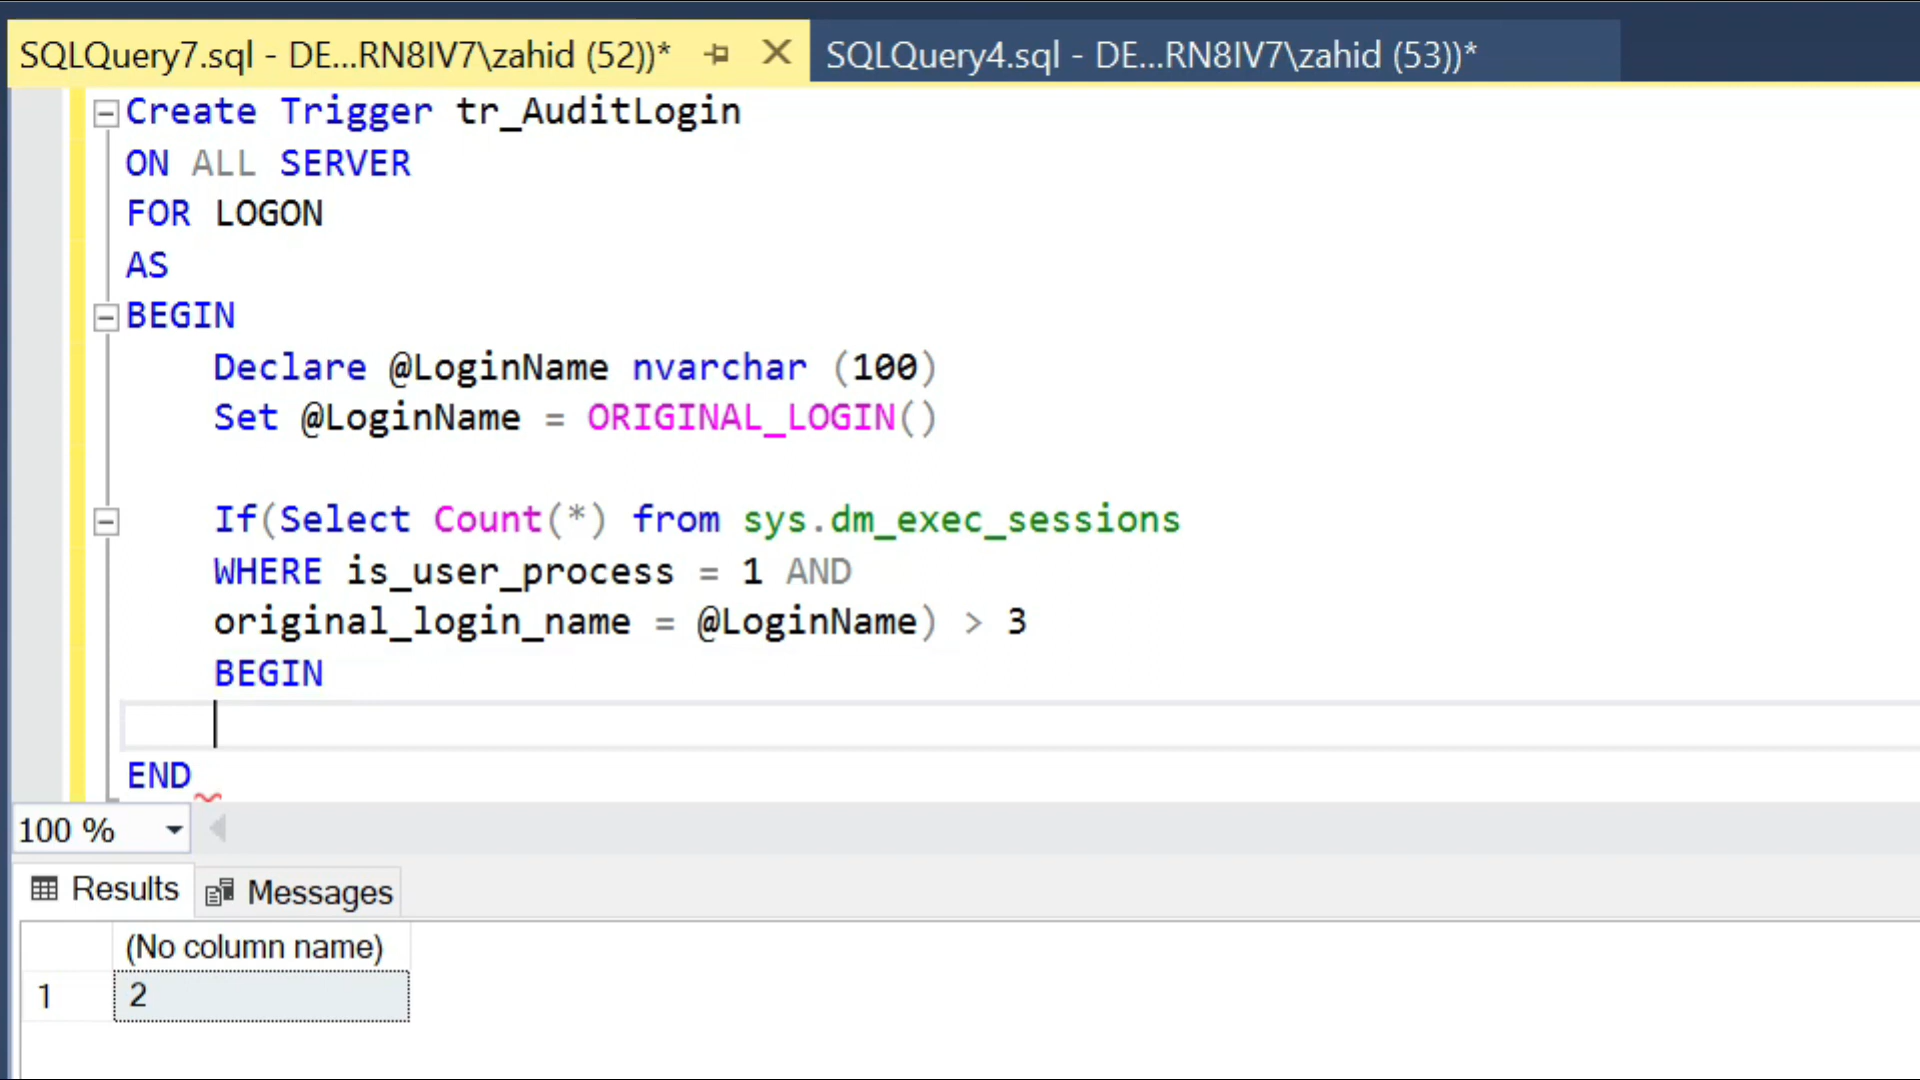 SQLQuery7.sql - DE...RN8IV7\zahid (52))*
SQLQuery4.sql - DE...RN8IV7\zahid (53))*
Create Trigger tr_AuditLogin
ON ALL SERVER
FOR LOGON
AS
BEGIN
Declare @LoginName nvarchar (100)
Set @LoginName = ORIGINAL_LOGIN()
If(Select Count(*) from sys.dm_exec_sessions
WHERE is_user_process = 1 AND
original_login_name = @LoginName) > 3
BEGIN
END
100 %
Results
Messages
(No column name)
1 2